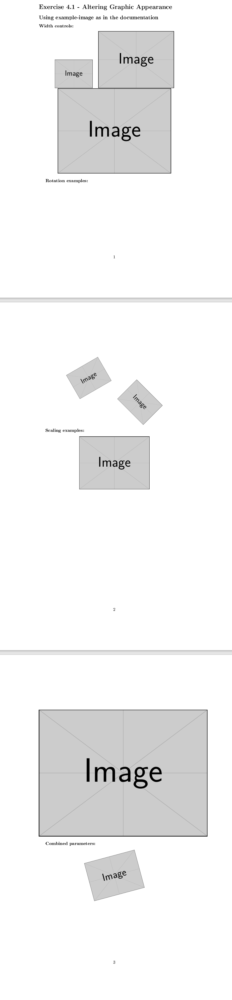 Exercise 4.1 - Altering Graphic Appearance
Using example-image as in the documentation
Width controls:
Image
Image
Image
Rotation examples:
1
Image
Image
Scaling examples:
Image
2
Image
Combined parameters:
Image
3